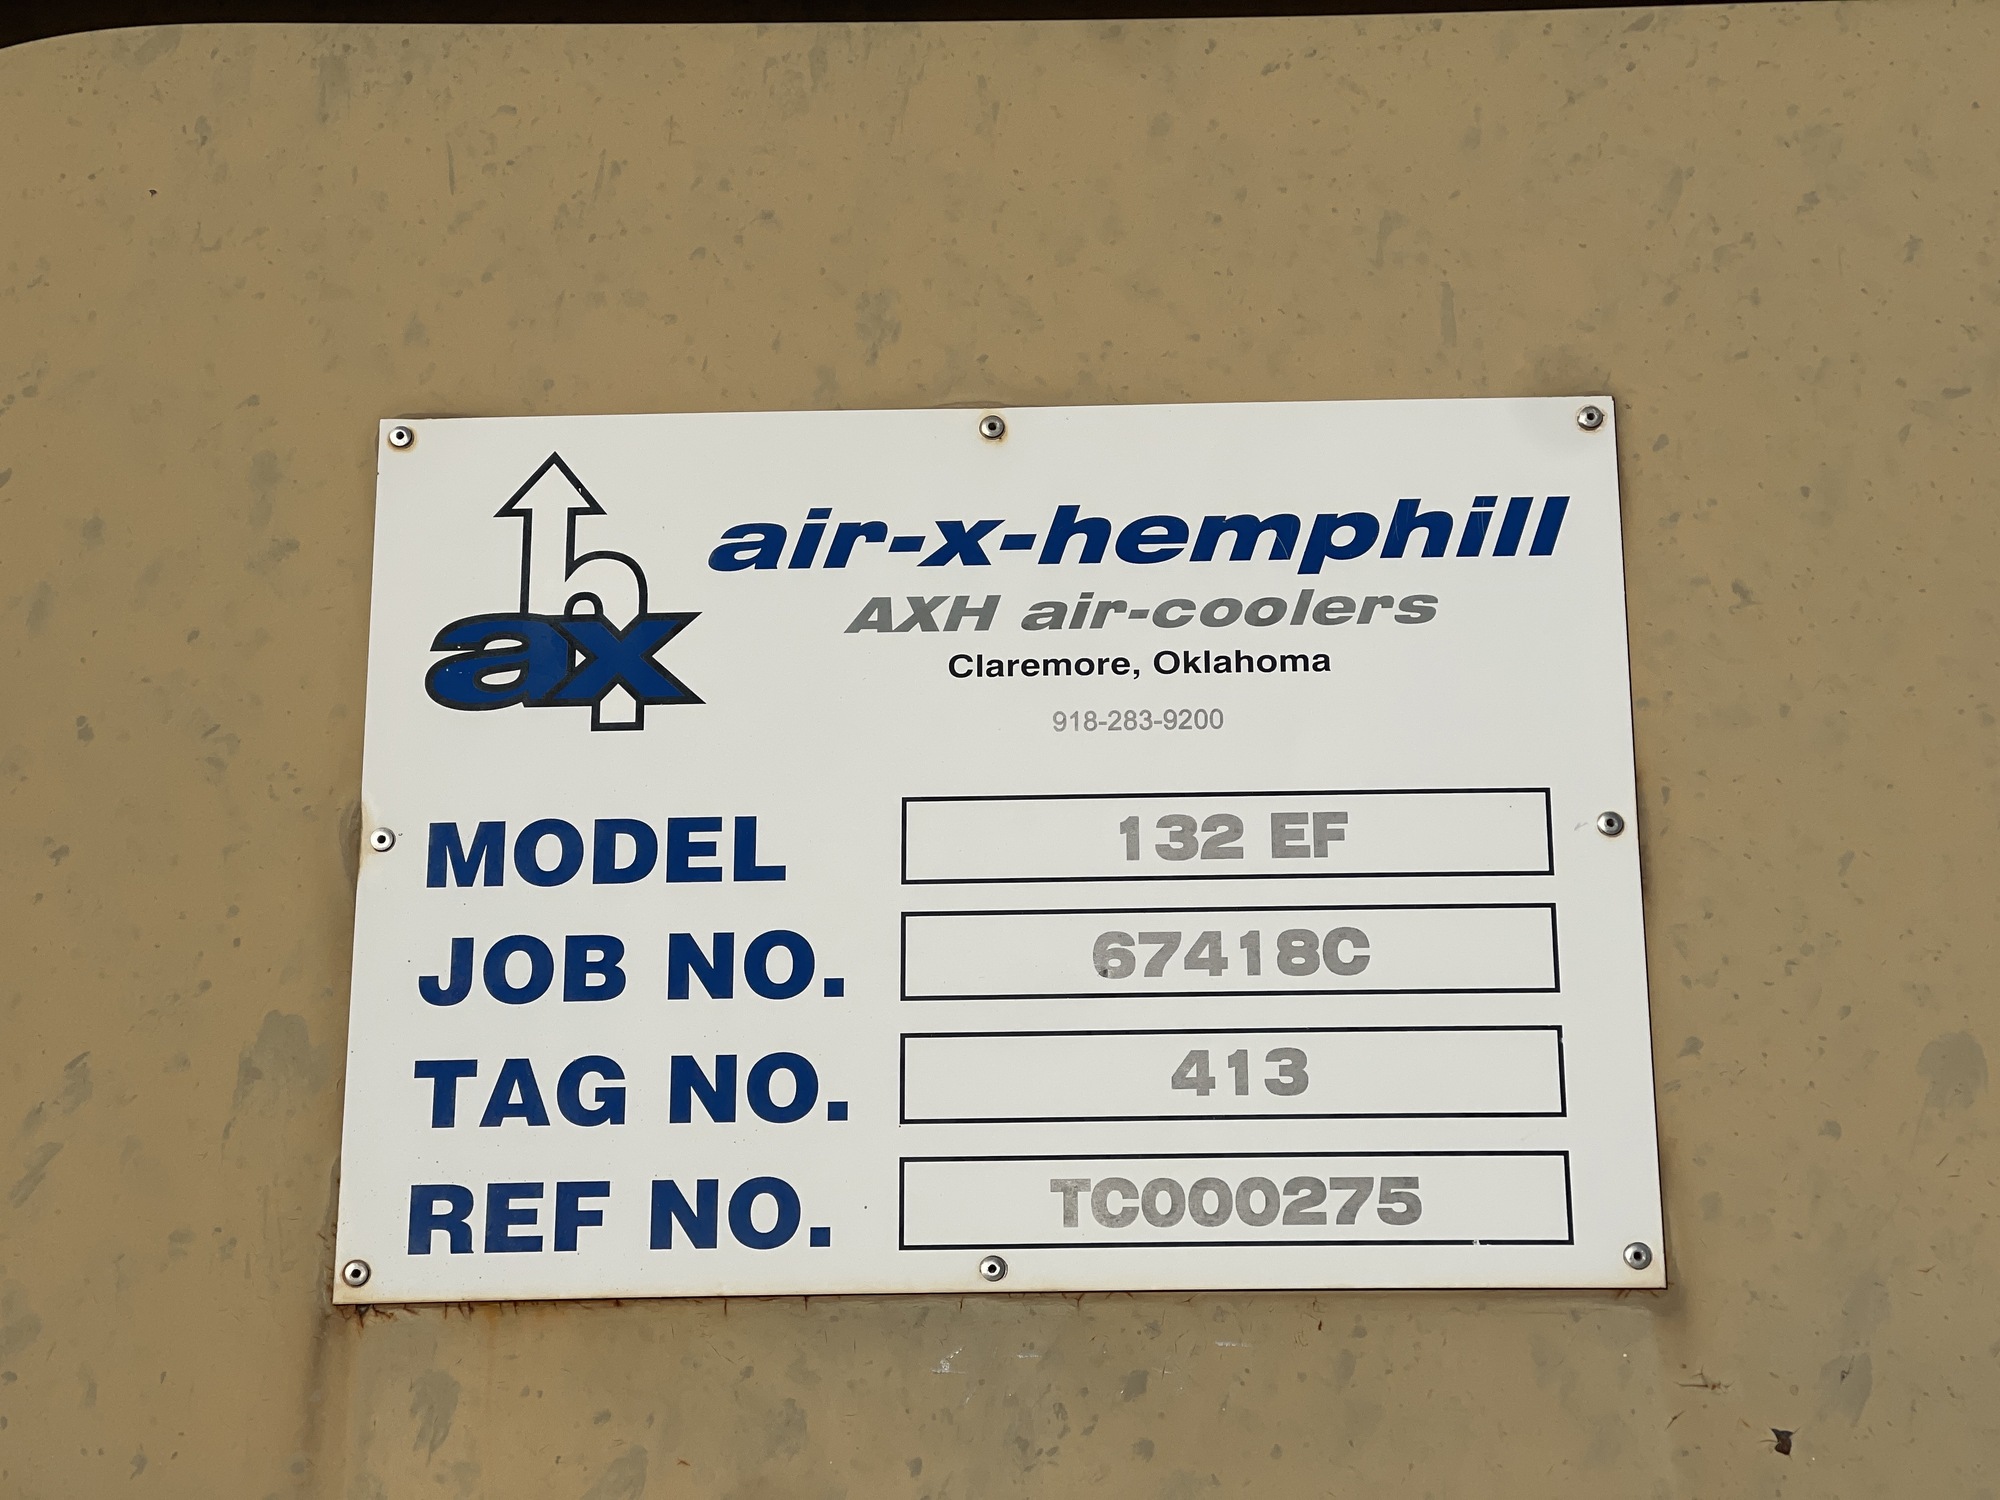 h
ax
air-x-hemphill
AXH air-coolers
Claremore, Oklahoma
918-283-9200
MODEL 132 EF
JOB NO. 67418C
TAG NO. 413
REF NO. TC000275